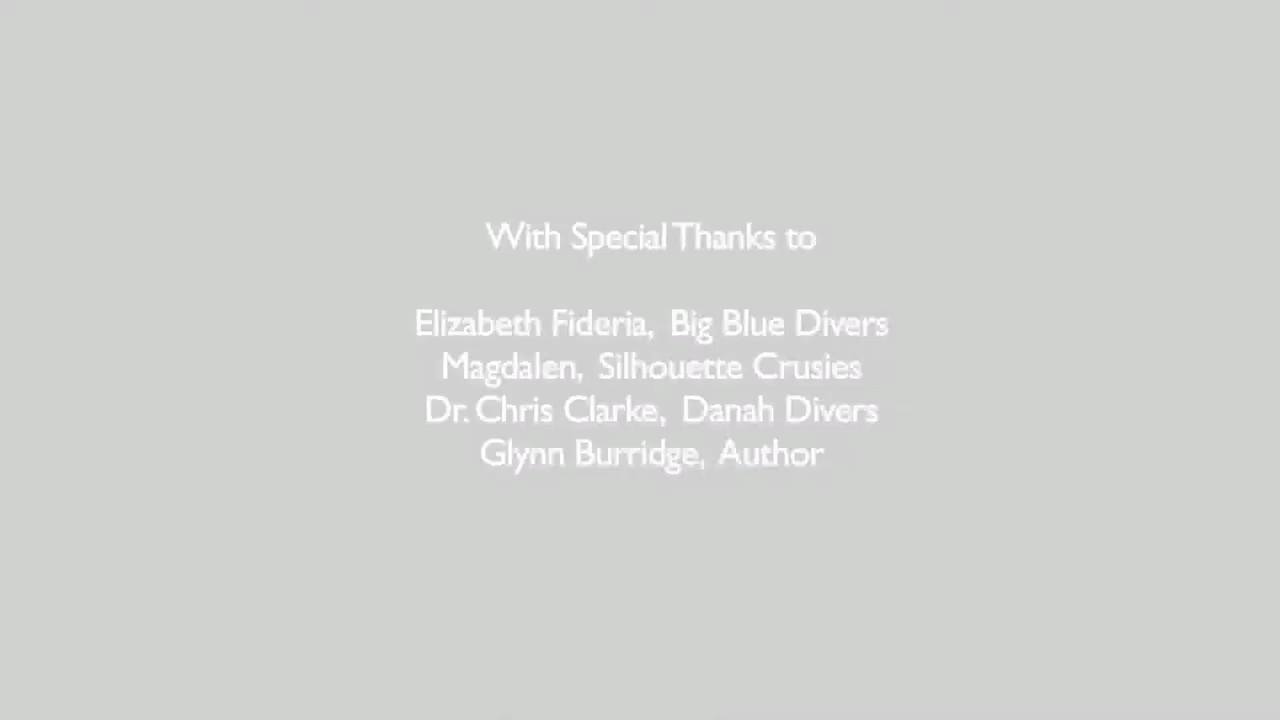 With Special Thanks to
Elizabeth Fideria, Big Blue Divers
Magdalen, Silhouette Crusies
Dr. Chris Clarke, Danah Divers
Glynn Burridge, Author